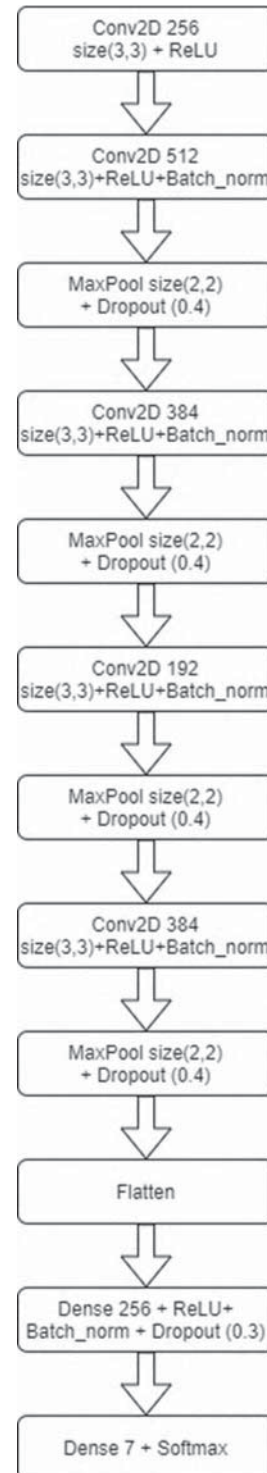 Conv2D 256
size(3,3) + ReLU
Conv2D 512
size(3,3)+ReLU+Batch_norm
MaxPool size(2,2)
+ Dropout (0.4)
Conv2D 384
size(3,3)+ReLU+Batch_norm
MaxPool size(2,2)
+ Dropout (0.4)
Conv2D 192
size(3,3)+ReLU+Batch_norm
MaxPool size(2,2)
+ Dropout (0.4)
Conv2D 384
size(3,3)+ReLU+Batch_norm
MaxPool size(2,2)
+ Dropout (0.4)
Flatten
Dense 256 + ReLU+
Batch_norm + Dropout (0.3)
Dense 7 + Softmax